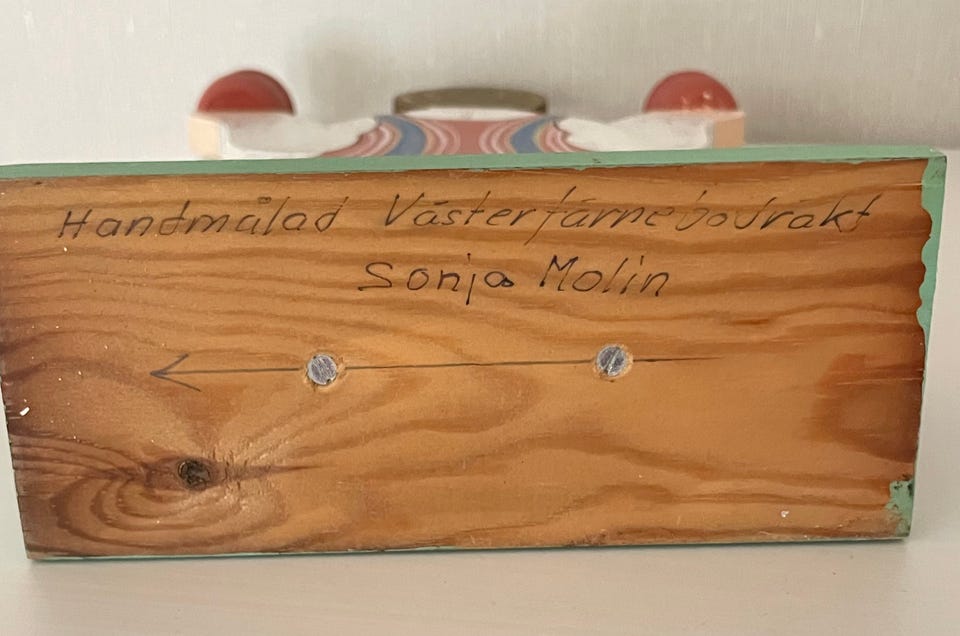 Handmålad Västerfärnebodräkt
Sonja Molin